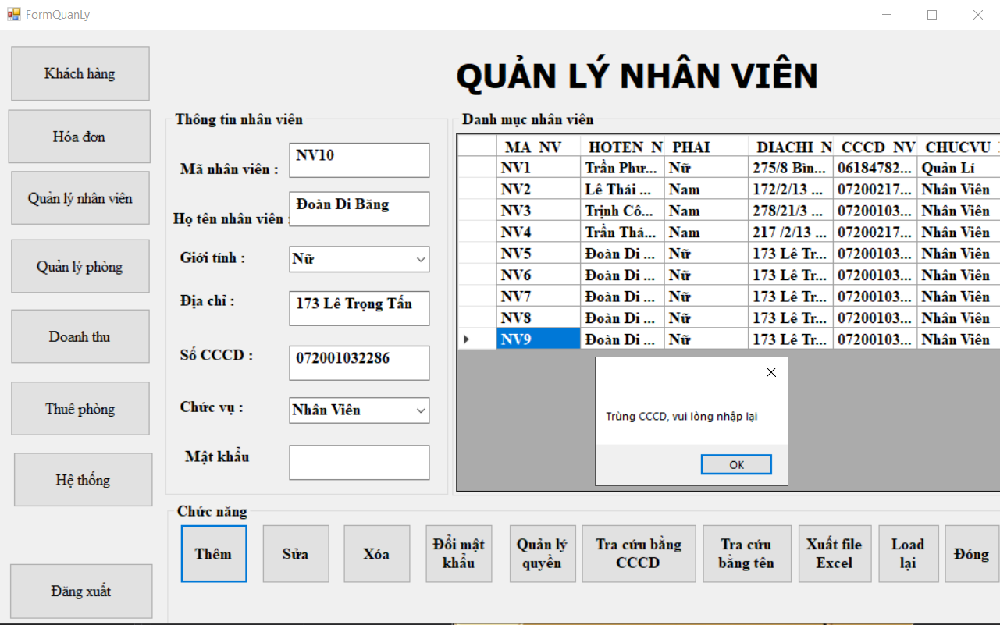 FormQuanLy
QUẢN LÝ NHÂN VIÊN
Khách hàng
Hóa đơn
Quản lý nhân viên
Quản lý phòng
Doanh thu
Thuê phòng
Hệ thống
Đăng xuất
Thông tin nhân viên
Mã nhân viên : NV10
Họ tên nhân viên : Đoàn Di Băng
Giới tính : Nữ
Địa chỉ : 173 Lê Trọng Tấn
Số CCCD : 072001032286
Chức vụ : Nhân Viên
Mật khẩu
Danh mục nhân viên
MA_NV HOTEN_N PHAI DIACHI_N CCCD_NV CHUCVU
NV1 Trần Phư... Nữ 275/8 Bìn... 06184782... Quản Lí
NV2 Lê Thái ... Nam 172/2/13 ... 07200217... Nhân Viên
NV3 Trịnh Cô... Nam 278/21/3 ... 07200103... Nhân Viên
NV4 Trần Thá... Nam 217 /2/13 ... 07200217... Nhân Viên
NV5 Đoàn Di ... Nữ 173 Lê Tr... 07200103... Nhân Viên
NV6 Đoàn Di ... Nữ 173 Lê Tr... 07200103... Nhân Viên
NV7 Đoàn Di ... Nữ 173 Lê Tr... 07200103... Nhân Viên
NV8 Đoàn Di ... Nữ 173 Lê Tr... 07200103... Nhân Viên
NV9 Đoàn Di ... Nữ 173 Lê Tr... 07200103... Nhân Viên
Trùng CCCD, vui lòng nhập lại
OK
Chức năng
Thêm
Sửa
Xóa
Đổi mật
khẩu
Quản lý
quyền
Tra cứu bằng
CCCD
Tra cứu
bằng tên
Xuất file
Excel
Load
lại
Đóng